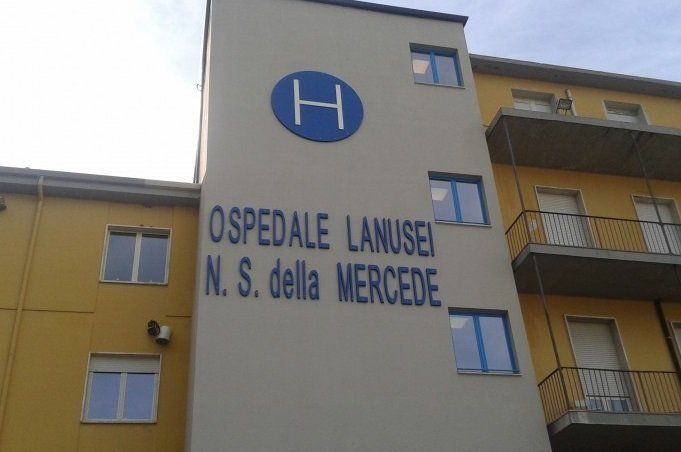 H
OSPEDALE LANUSEI
N. S. della MERCEDE